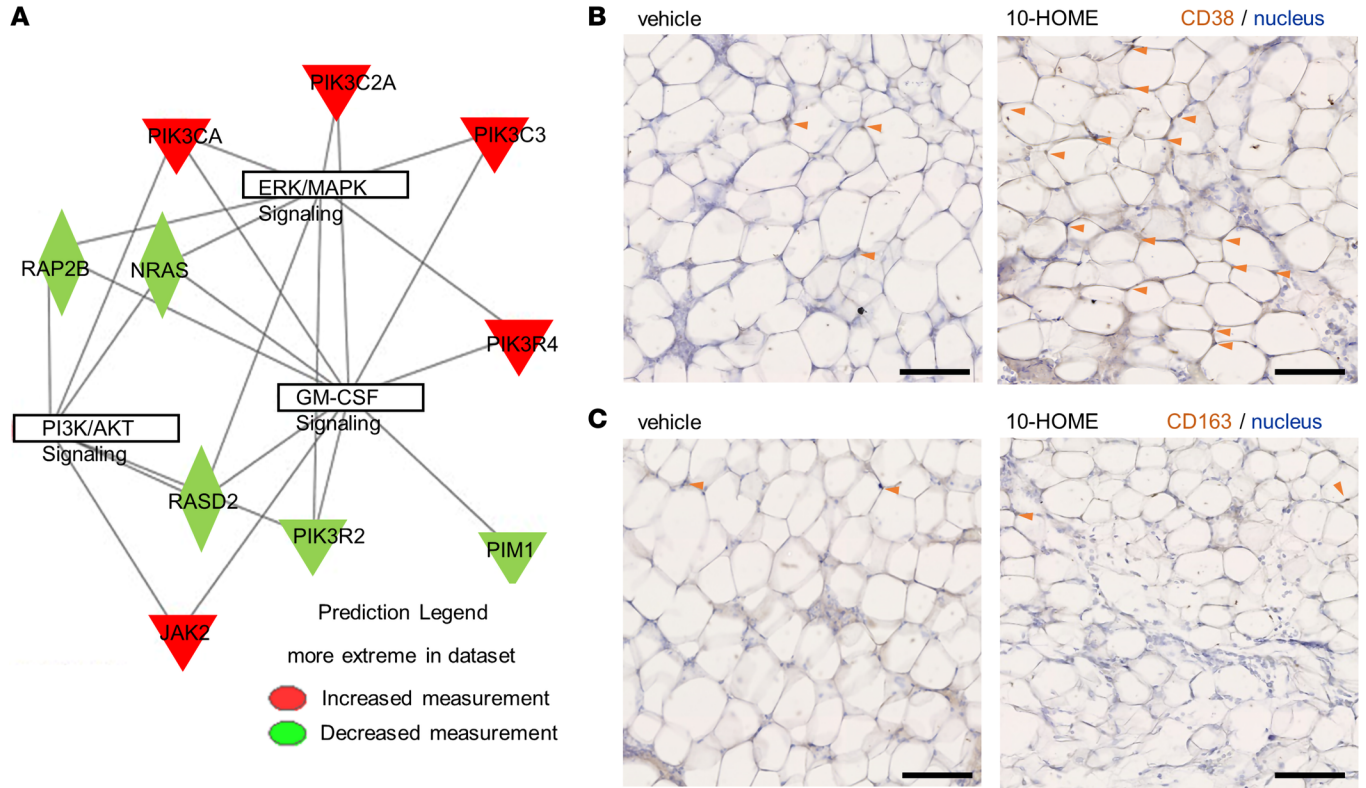 A
PIK3C2A
PIK3CA
PIK3C3
ERK/MAPK
Signaling
RAP2B
NRAS
PIK3R4
GM-CSF
Signaling
PI3K/AKT
Signaling
RASD2
PIK3R2
PIM1
JAK2
Prediction Legend
more extreme in dataset
Increased measurement
Decreased measurement
B
vehicle
10-HOME
CD38 / nucleus
C
vehicle
10-HOME
CD163 / nucleus